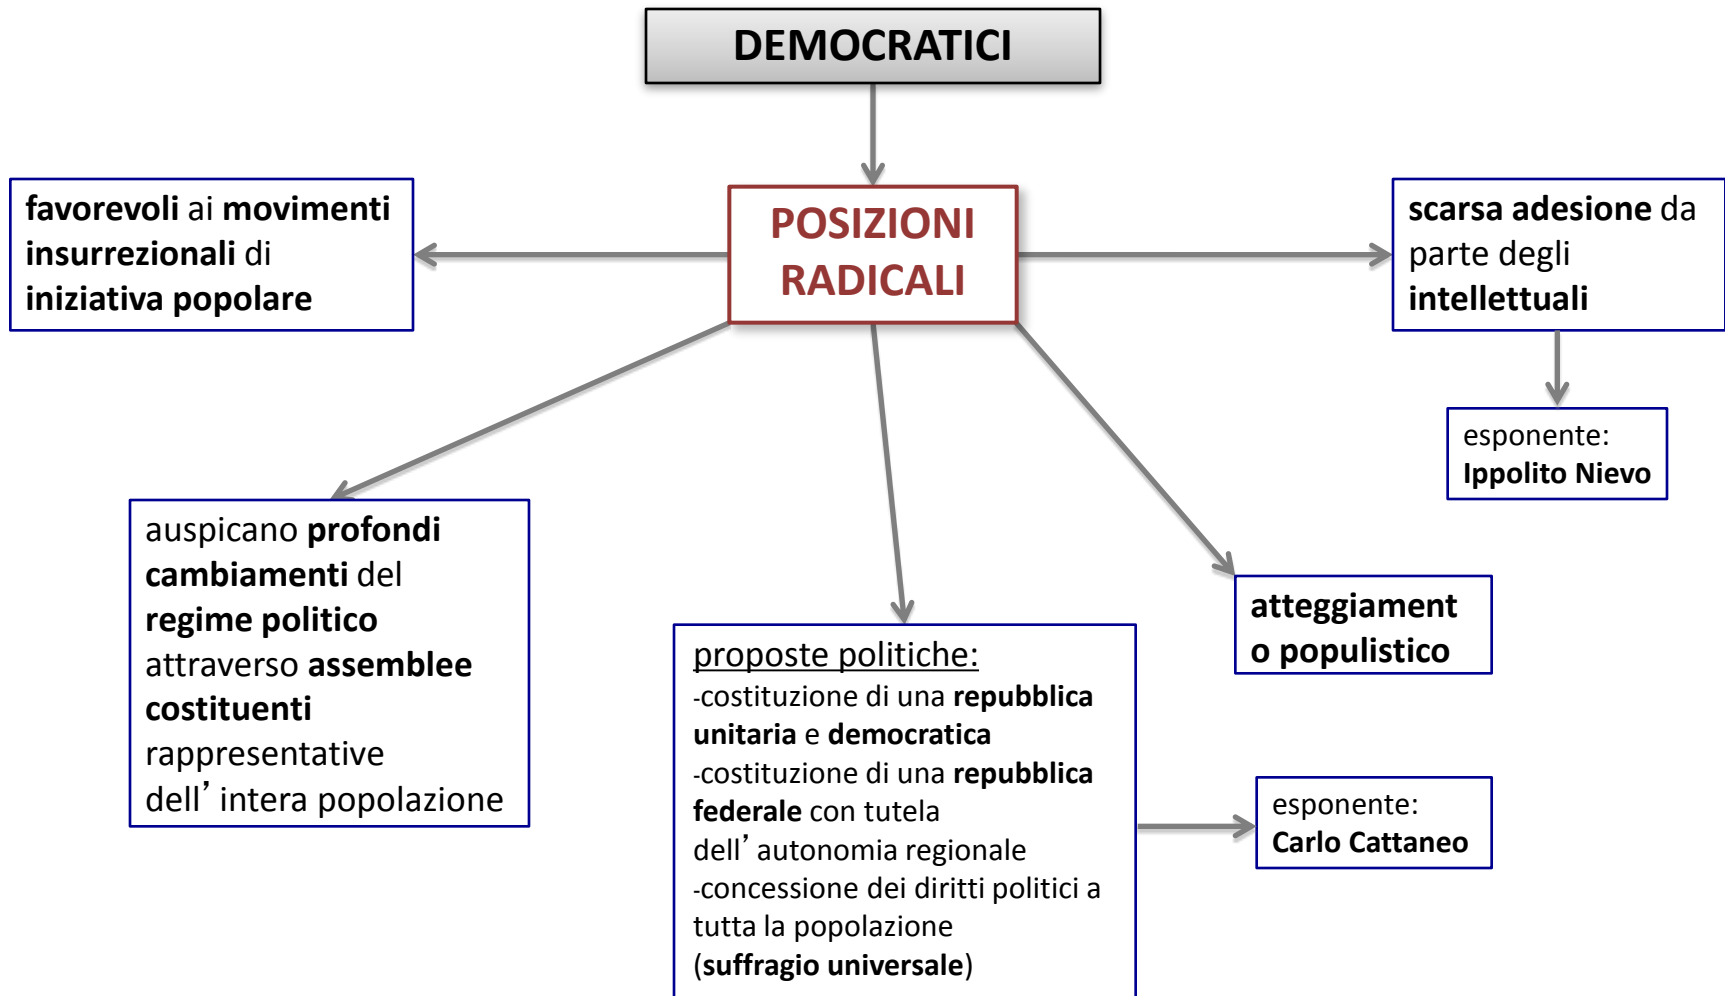 DEMOCRATICI
favorevoli ai movimenti
insurrezionali di
iniziativa popolare
POSIZIONI
RADICALI
scarsa adesione da
parte degli
intellettuali
esponente:
Ippolito Nievo
auspicano profondi
cambiamenti del
regime politico
attraverso assemblee
costituenti
rappresentative
dell’ intera popolazione
proposte politiche:
-costituzione di una repubblica
unitaria e democratica
-costituzione di una repubblica
federale con tutela
dell’ autonomia regionale
-concessione dei diritti politici a
tutta la popolazione
(suffragio universale)
atteggiament
o populistico
esponente:
Carlo Cattaneo